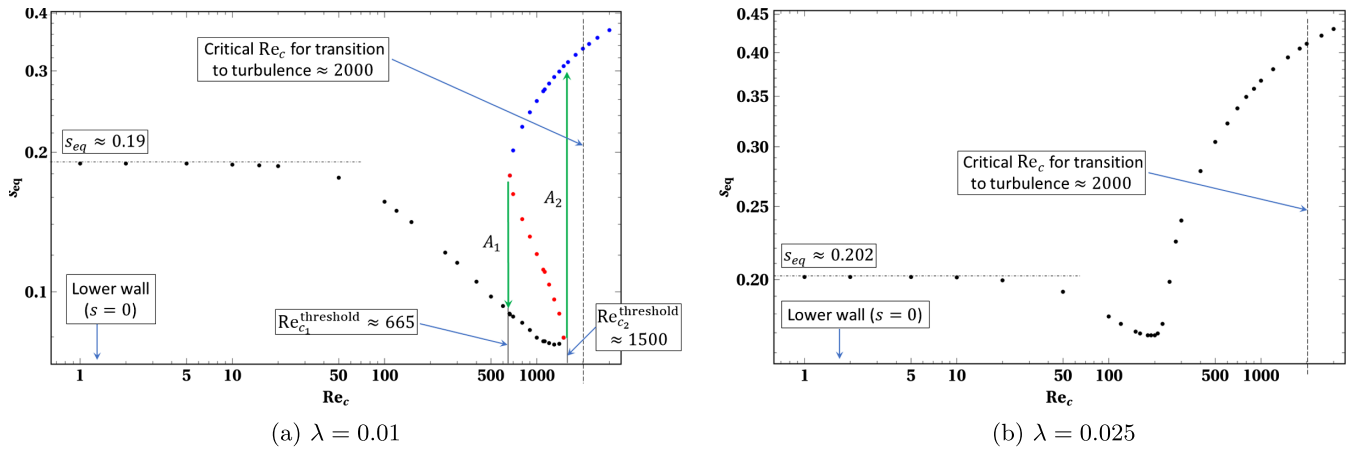 0.4
0.3
0.2
0.1
s_eq
Critical Re_c for transition
to turbulence ≈ 2000
s_eq ≈ 0.19
A_1
A_2
Lower wall
(s = 0)
Re_{c_1}^{threshold} ≈ 665
Re_{c_2}^{threshold}
≈ 1500
1 5 10 50 100 500 1000
Re_c
(a) λ = 0.01
0.45
0.40
0.35
0.30
0.25
0.20
s_eq
Critical Re_c for transition
to turbulence ≈ 2000
s_eq ≈ 0.202
Lower wall (s = 0)
1 5 10 50 100 500 1000
Re_c
(b) λ = 0.025